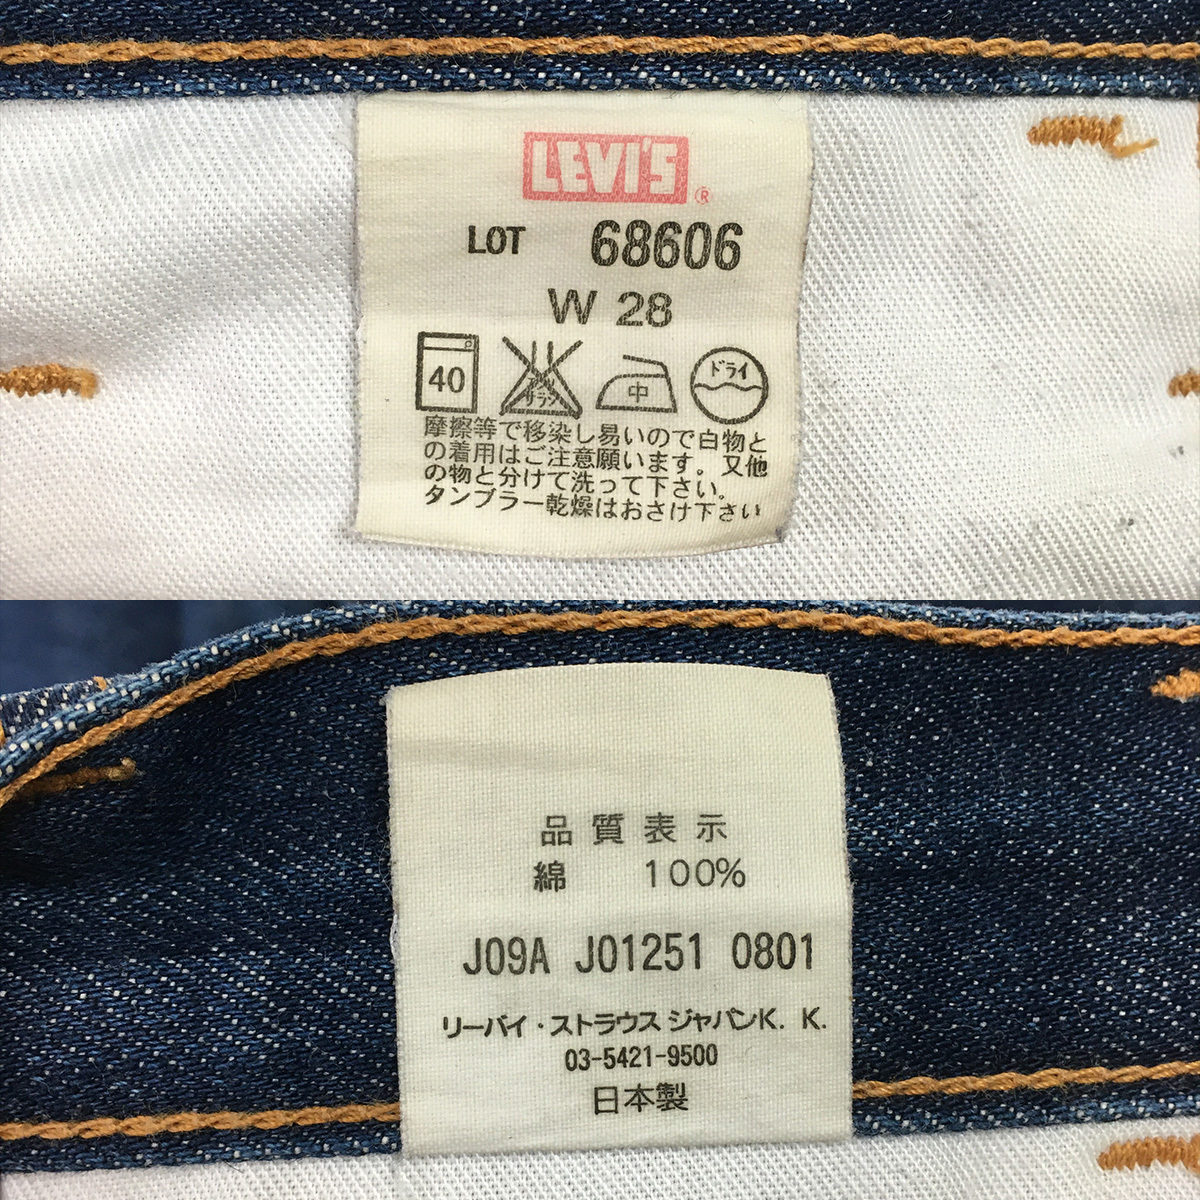 LEVI'S ®
LOT 68606
W 28
40 中 ドライ
摩擦等で移染し易いので白物と
の着用はご注意願います。又他
の物と分けて洗って下さい。
タンブラー乾燥はおさけ下さい
品質表示
綿 100%
J09A J01251 0801
リーバイ・ストラウス ジャパンK. K.
03-5421-9500
日本製